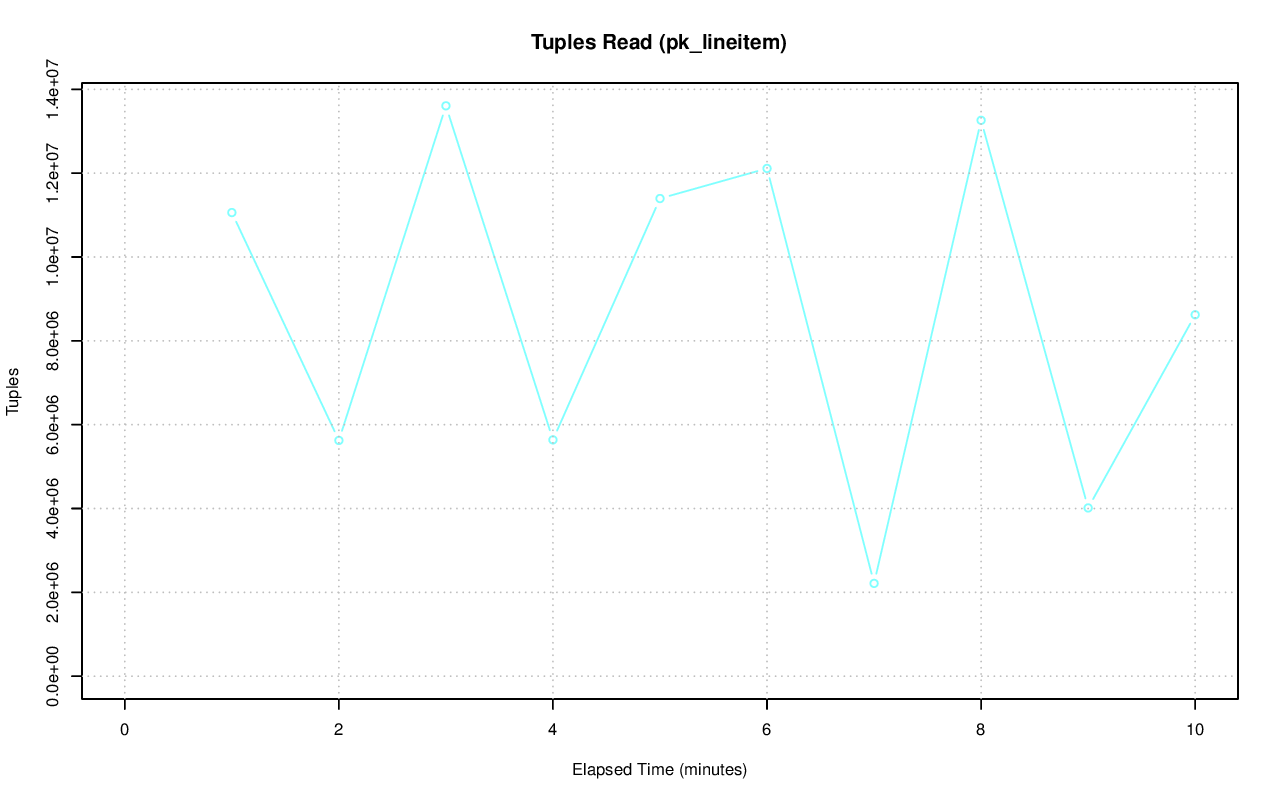 Tuples Read (pk_lineitem)
Tuples
1.4e+07
1.2e+07
1.0e+07
8.0e+06
6.0e+06
4.0e+06
2.0e+06
0.0e+00
0 2 4 6 8 10
Elapsed Time (minutes)